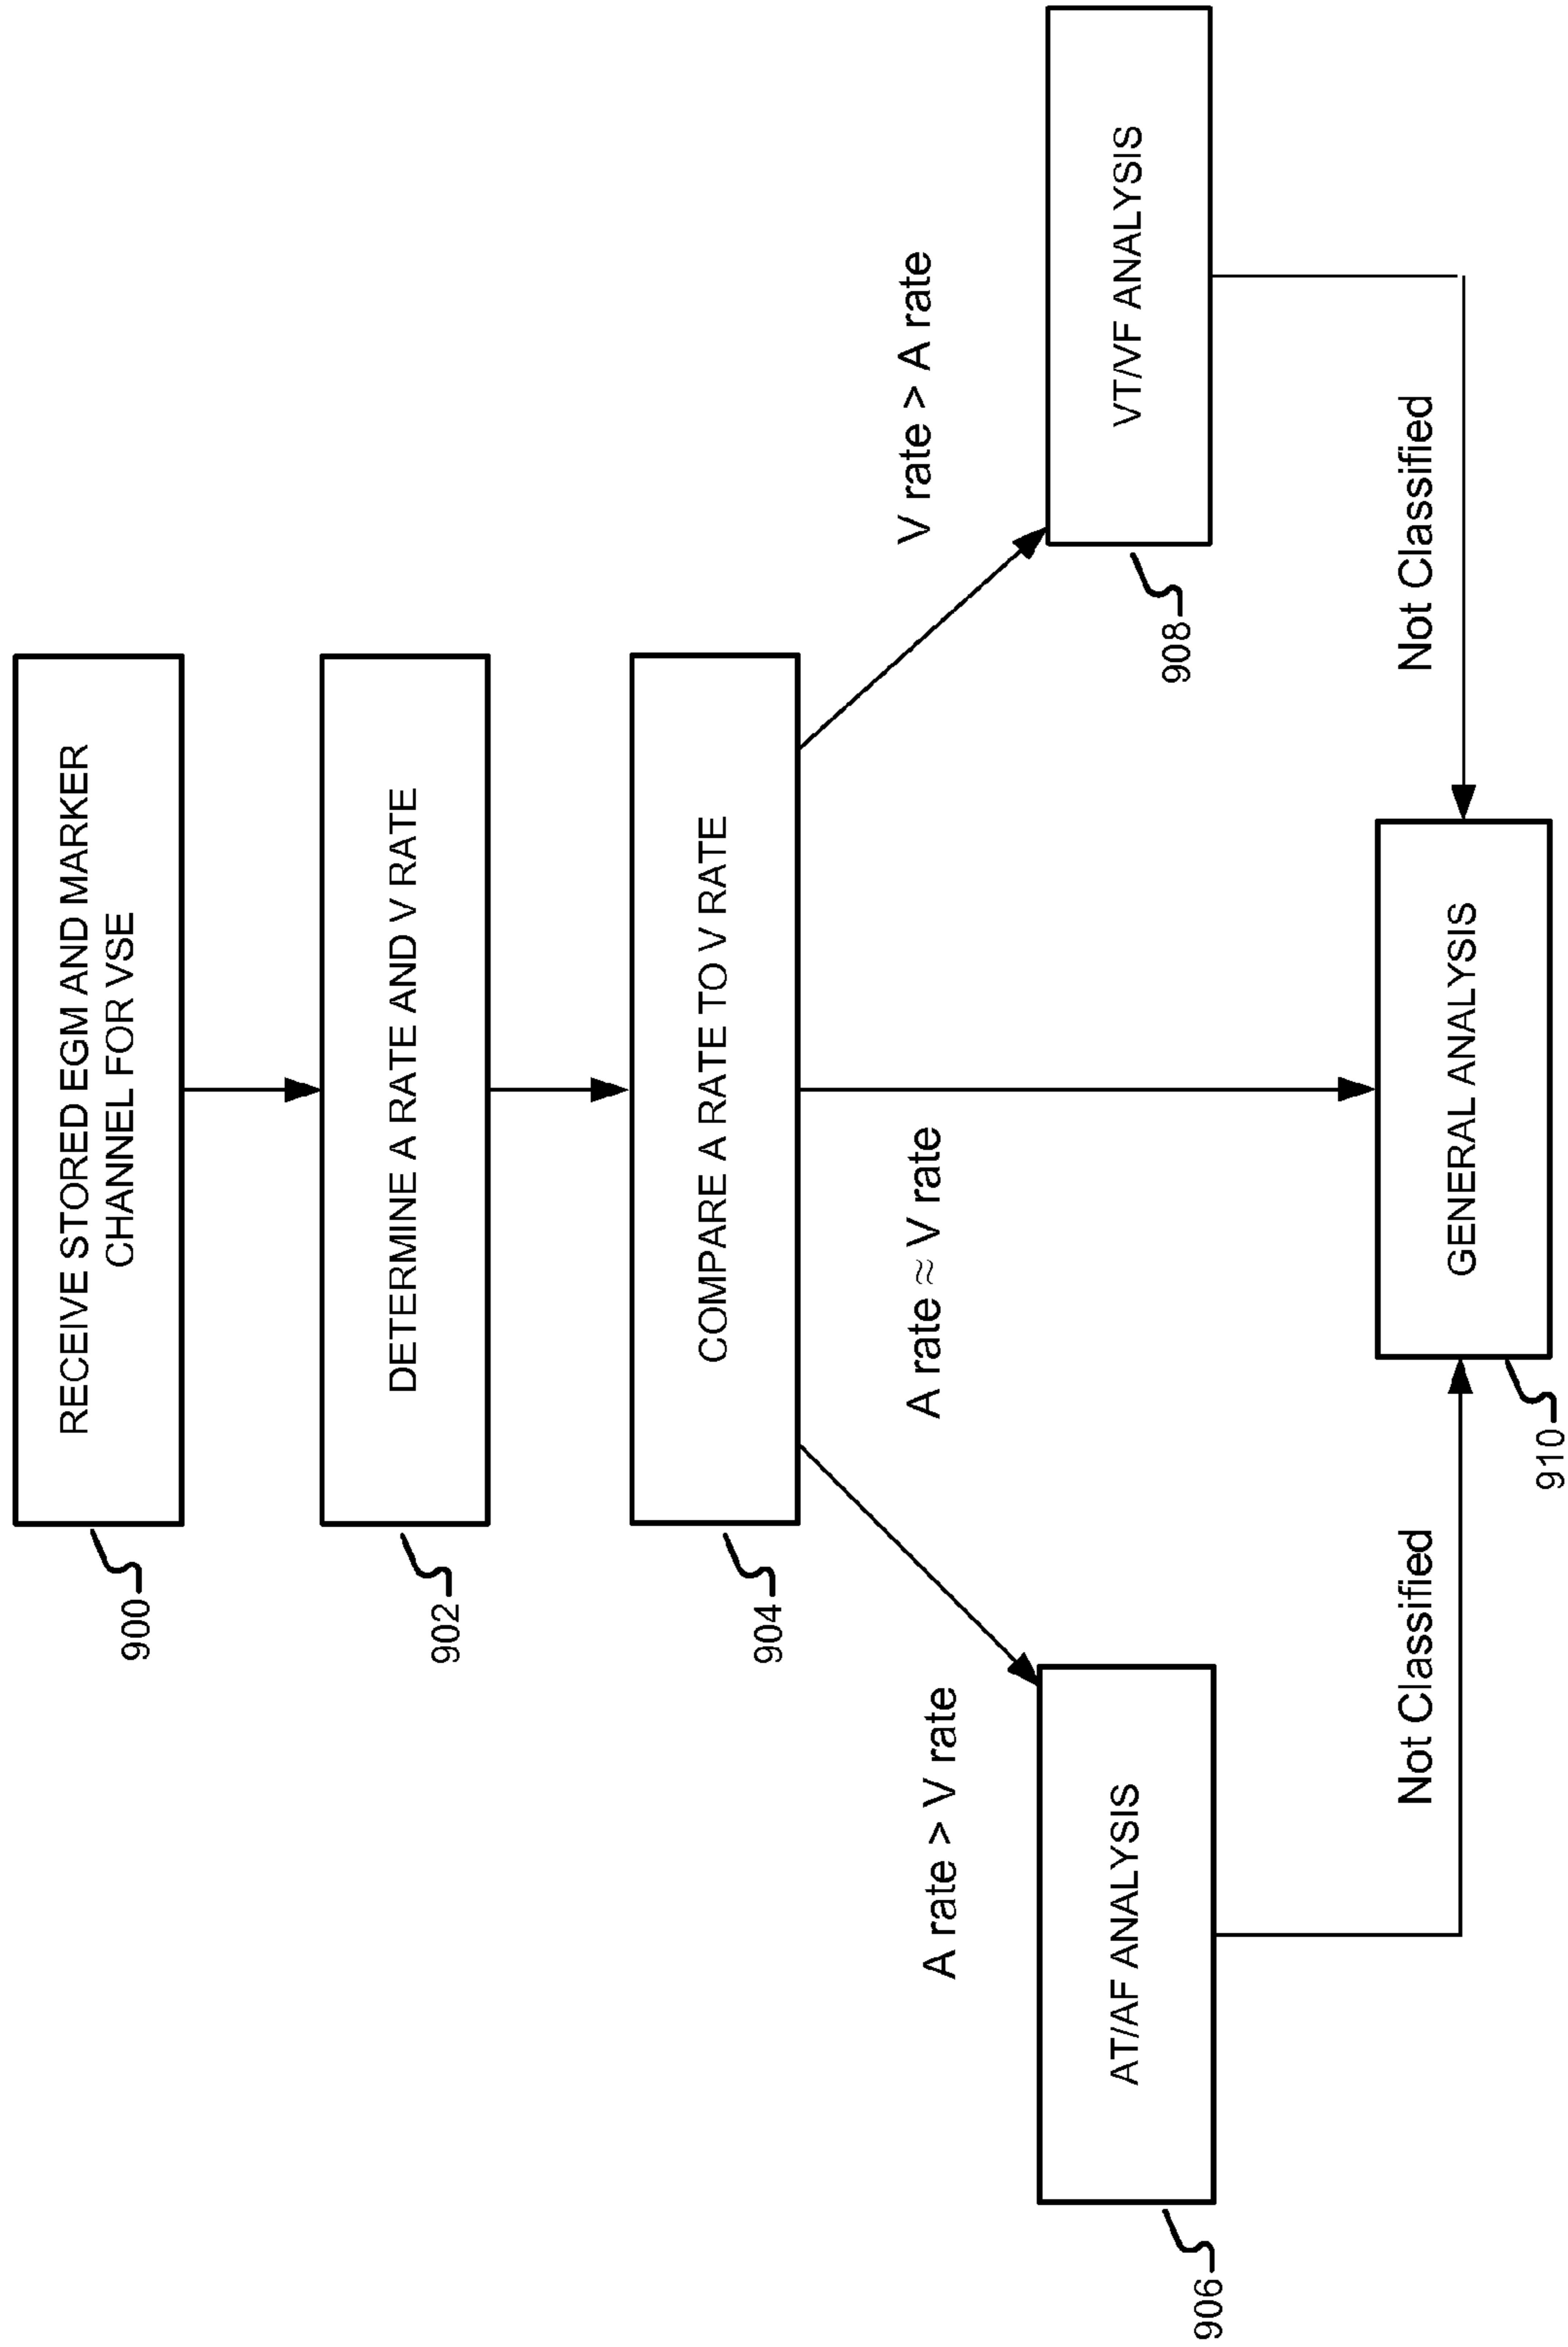 RECEIVE STORED EGM AND MARKER
CHANNEL FOR VSE
900
DETERMINE A RATE AND V RATE
902
COMPARE A RATE TO V RATE
904
A rate > V rate
A rate ≈ V rate
V rate > A rate
AT/AF ANALYSIS
906
VT/VF ANALYSIS
908
Not Classified
Not Classified
GENERAL ANALYSIS
910